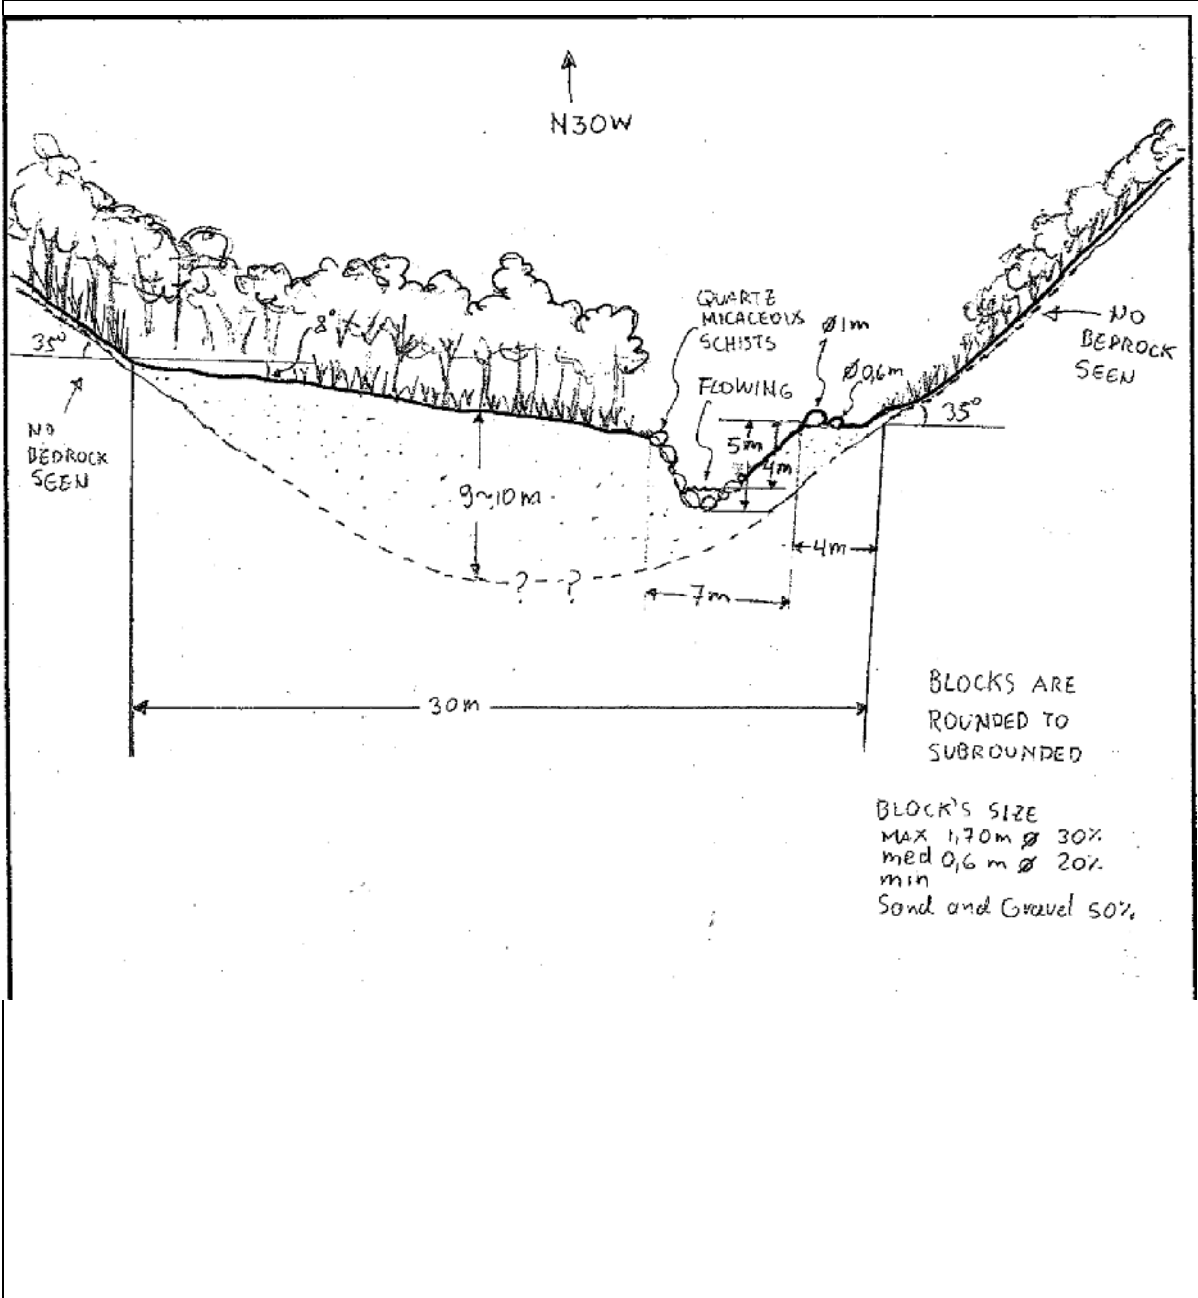 N30W
QUARTZ
MICACEOUS
SCHISTS
Ø1m
Ø0,6m
NO
BEDROCK
SEEN
8°
35°
FLOWING
35°
NO
BEDROCK
SEEN
5m
4m
9~10m
?
?
4m
7m
30m
BLOCKS ARE
ROUNDED TO
SUBROUNDED
BLOCK'S SIZE
MAX 1,70m Ø 30%
med 0,6 m Ø 20%
min
Sand and Gravel 50%